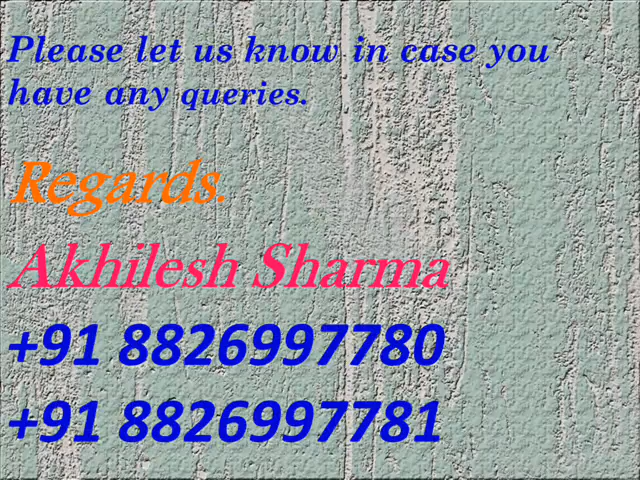 Please let us know in case you
have any queries.
Regards.
Akhilesh Sharma
+91 8826997780
+91 8826997781